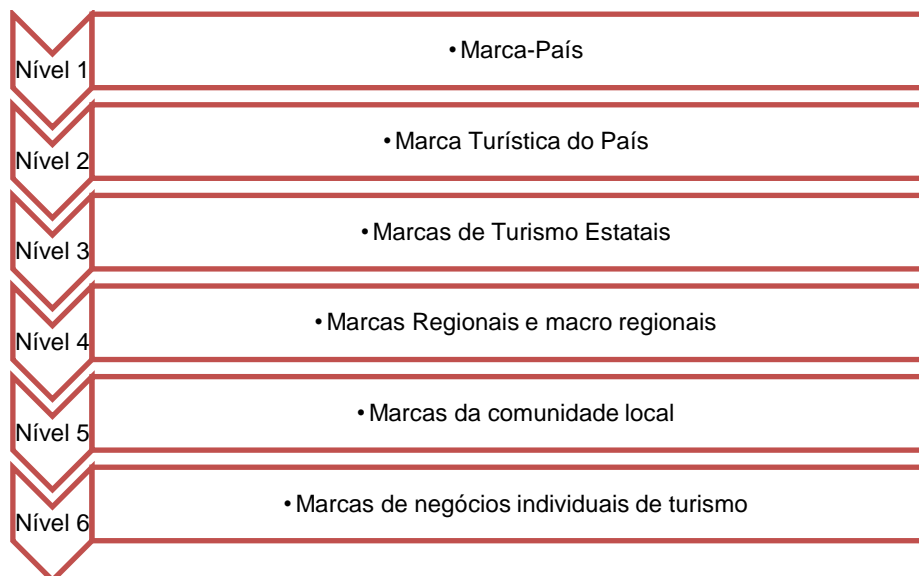 Nível 1
• Marca-País
Nível 2
• Marca Turística do País
Nível 3
• Marcas de Turismo Estatais
Nível 4
• Marcas Regionais e macro regionais
Nível 5
• Marcas da comunidade local
Nível 6
• Marcas de negócios individuais de turismo